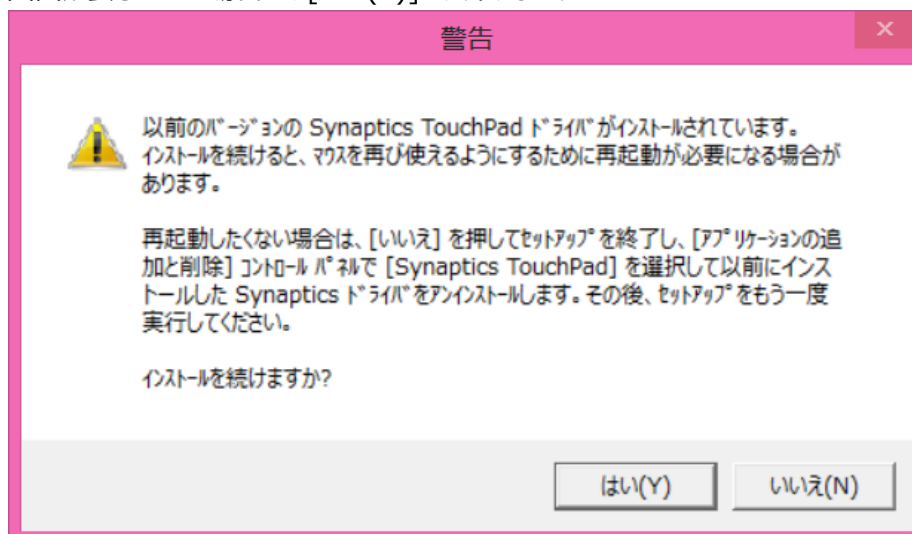 警告
以前のﾊﾞｰｼﾞｮﾝの Synaptics TouchPad ﾄﾞﾗｲﾊﾞがｲﾝｽﾄｰﾙされています。
ｲﾝｽﾄｰﾙを続けると、ﾏｳｽを再び使えるようにするために再起動が必要になる場合が
あります。
再起動したくない場合は、[いいえ] を押してｾｯﾄｱｯﾌﾟを終了し、[ｱﾌﾟﾘｹｰｼｮﾝの追
加と削除] ｺﾝﾄﾛｰﾙ ﾊﾟﾈﾙで [Synaptics TouchPad] を選択して以前にインス
トールした Synaptics ﾄﾞﾗｲﾊﾞをｱﾝｲﾝｽﾄｰﾙします。その後、ｾｯﾄｱｯﾌﾟをもう一度
実行してください。
ｲﾝｽﾄｰﾙを続けますか?
はい(Y) いいえ(N)